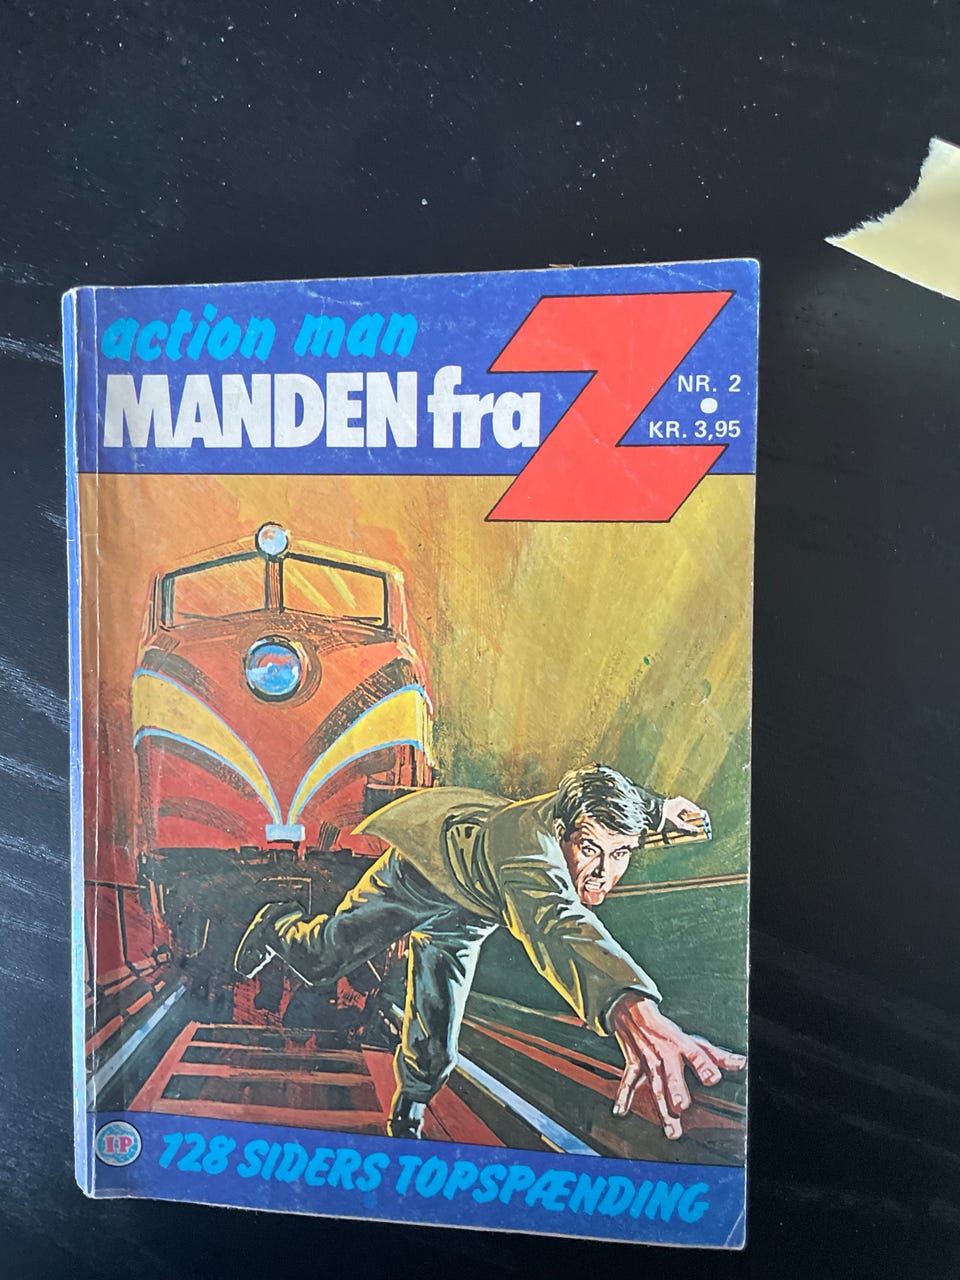 action man
MANDEN fra Z
NR. 2
KR. 3,95
I·P
128 SIDERS TOPSPÆNDING